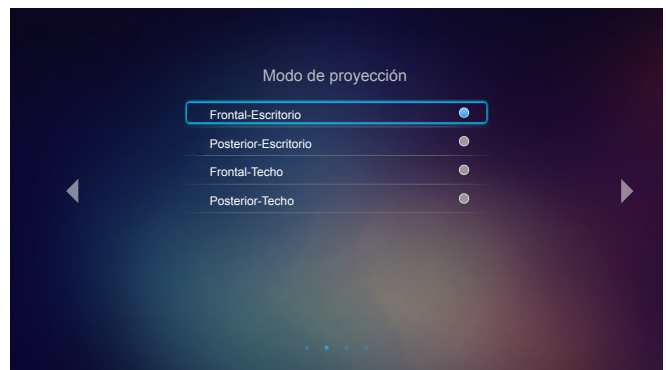 Modo de proyección
Frontal-Escritorio
Posterior-Escritorio
Frontal-Techo
Posterior-Techo